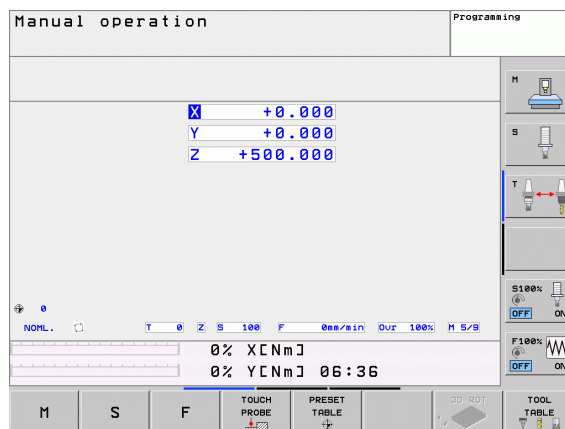 Manual operation
Programming
M
X +0.000
Y +0.000
Z +500.000
S
T
S100%
OFF ON
0
NOML. T 0 Z S 100 F 0mm/min Ovr 100% M 5/9
F100%
OFF ON
0% X[Nm]
0% Y[Nm] 06:36
M
S
F
TOUCH PROBE
PRESET TABLE
3D ROT
TOOL TABLE